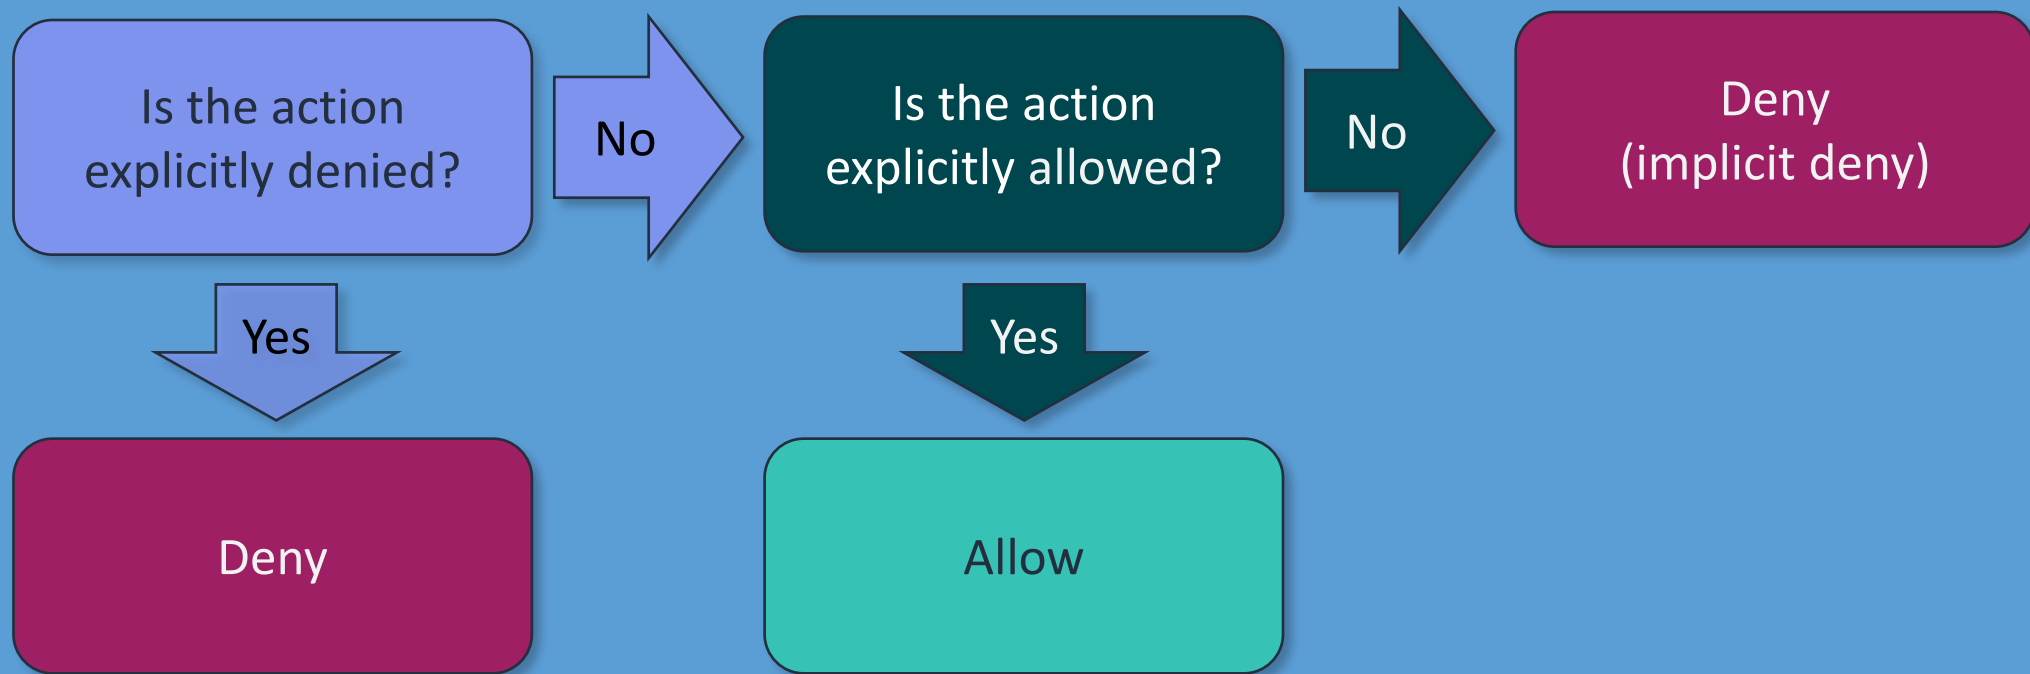 Is the action
explicitly denied?
No
Is the action
explicitly allowed?
No
Deny
(implicit deny)
Yes
Yes
Deny
Allow